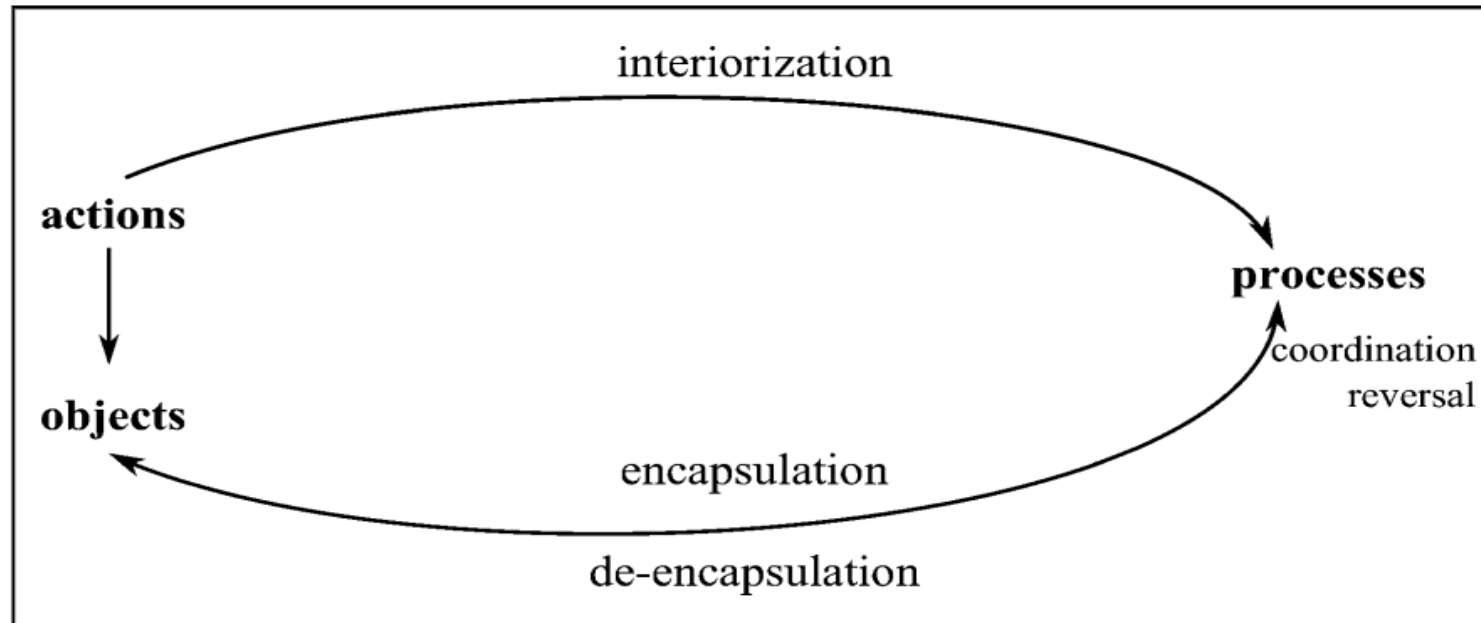 interiorization
actions
processes
coordination
reversal
objects
encapsulation
de-encapsulation